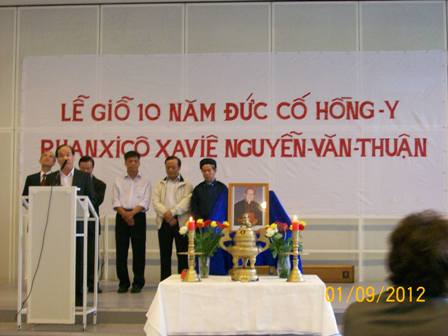 LỄ GIỖ 10 NĂM ĐỨC CỐ HỒNG-Y
PHANXICÔ XAVIÊ NGUYỄN-VĂN-THUẬN
01/09/2012